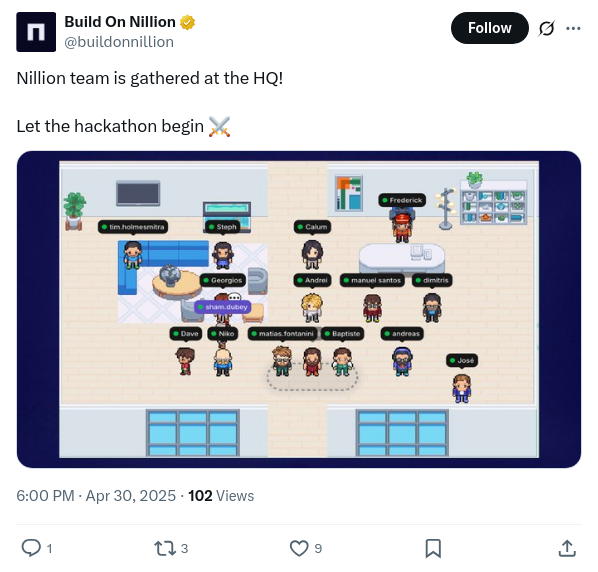 Build On Nillion
@buildonnillion
Follow
Nillion team is gathered at the HQ!
Let the hackathon begin ⚔️
Frederick
tim.holmesmitra
Steph
Calum
Georgios
Andrei
manuel santos
dimitris
sham.dubey
Dave
Niko
matias.fontanini
Baptiste
andreas
José
6:00 PM · Apr 30, 2025 · 102 Views
1
3
9